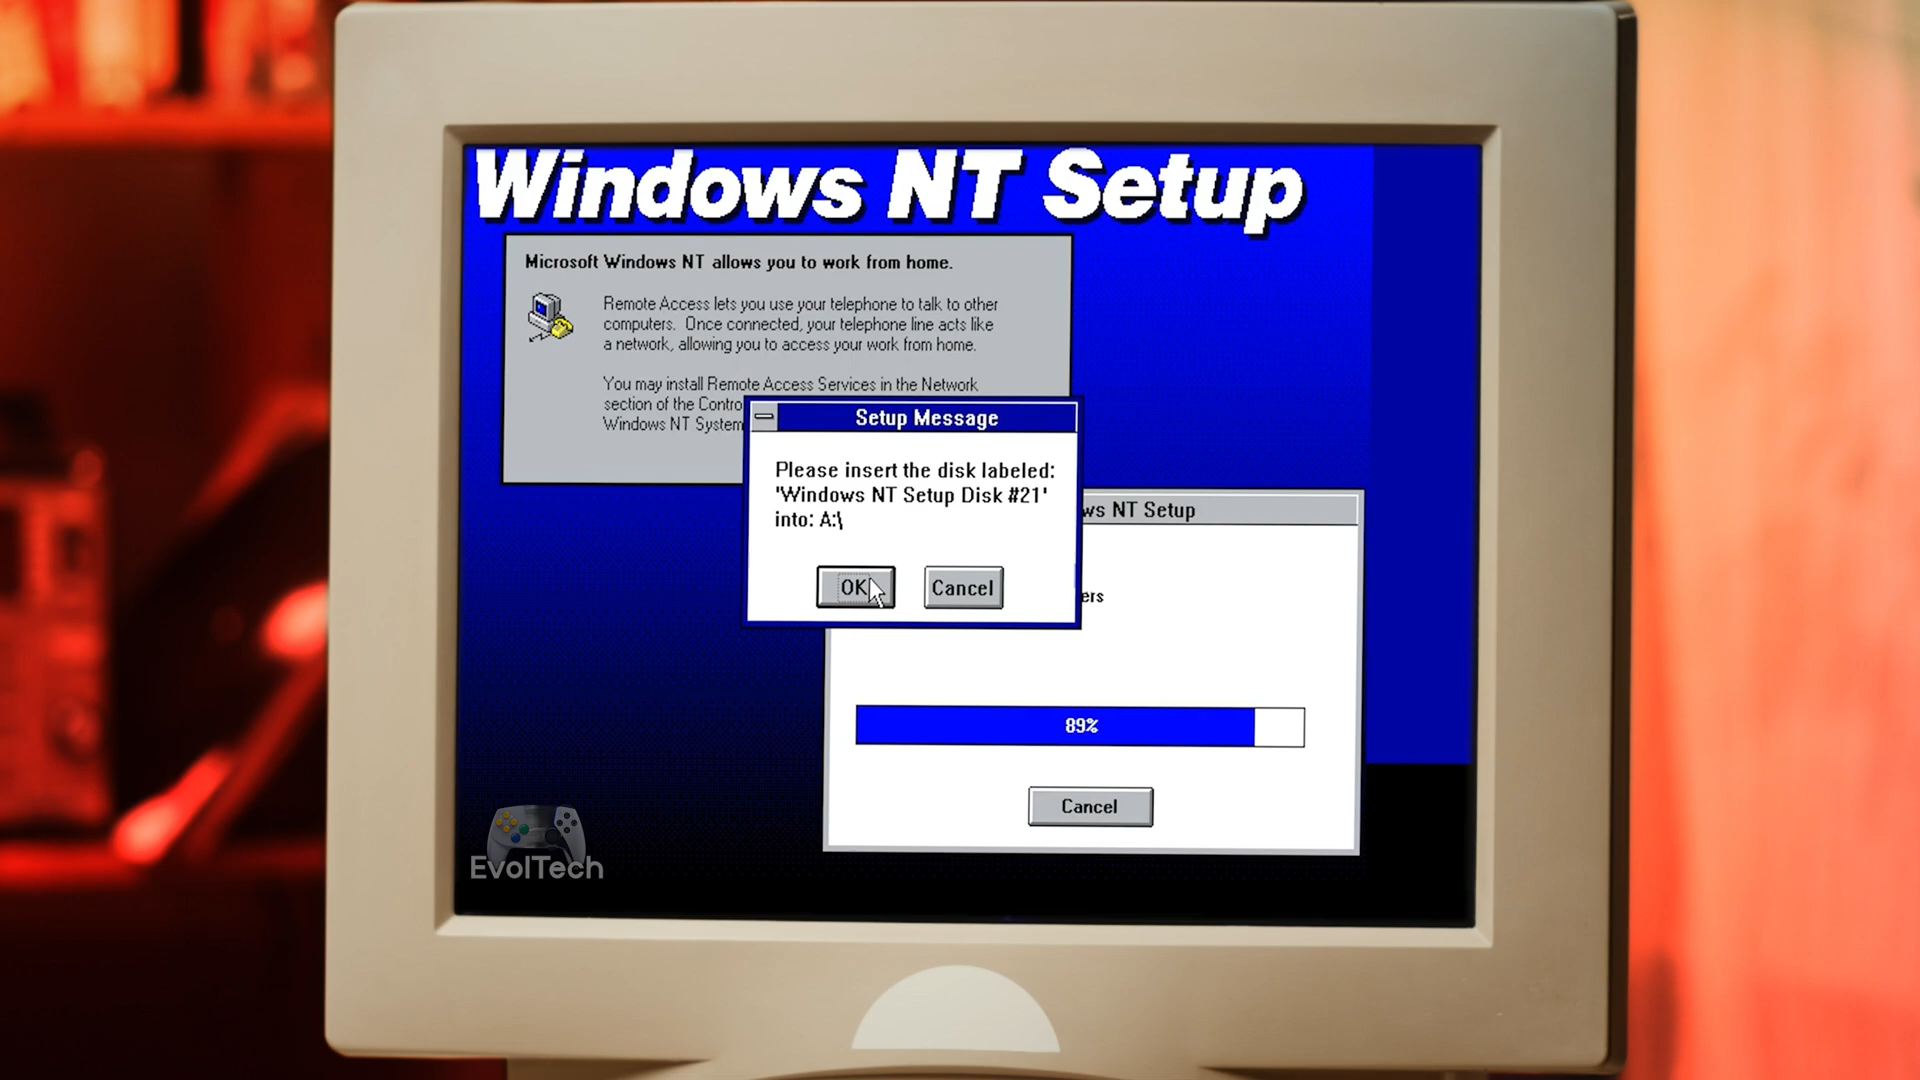 Windows NT Setup
Microsoft Windows NT allows you to work from home.
Remote Access lets you use your telephone to talk to other
computers. Once connected, your telephone line acts like
a network, allowing you to access your work from home.
You may install Remote Access Services in the Network
section of the Contro
Windows NT System
Setup Message
Please insert the disk labeled:
'Windows NT Setup Disk #21'
into: A:\
OK
Cancel
ws NT Setup
ers
89%
Cancel
EvolTech